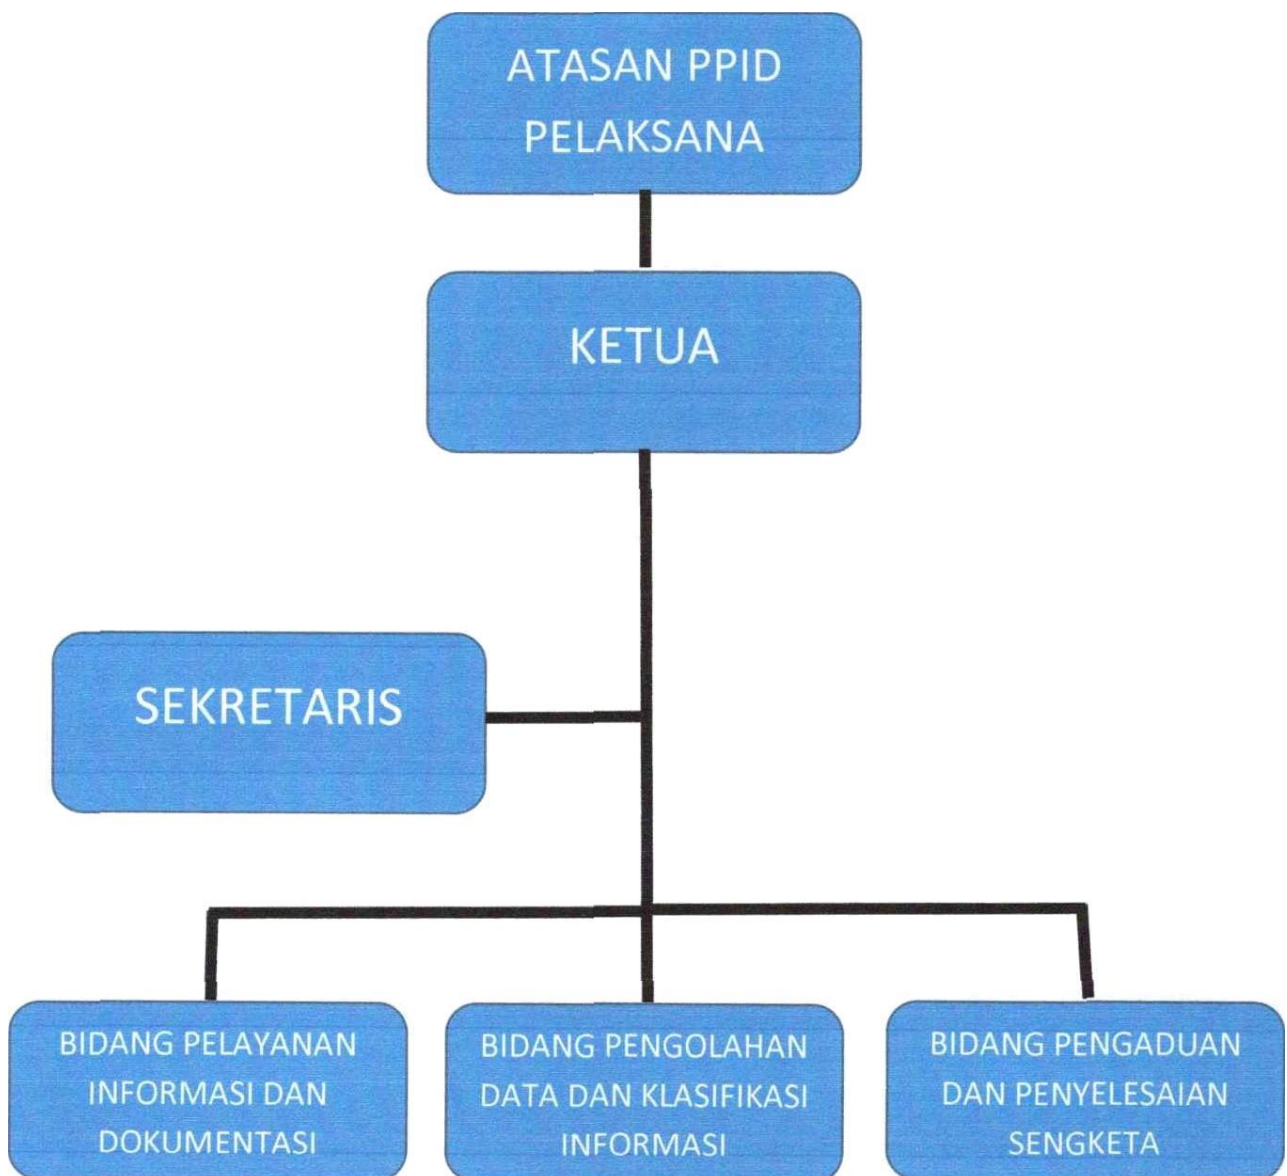 ATASAN PPID
PELAKSANA
KETUA
SEKRETARIS
BIDANG PELAYANAN
INFORMASI DAN
DOKUMENTASI
BIDANG PENGOLAHAN
DATA DAN KLASIFIKASI
INFORMASI
BIDANG PENGADUAN
DAN PENYELESAIAN
SENGKETA